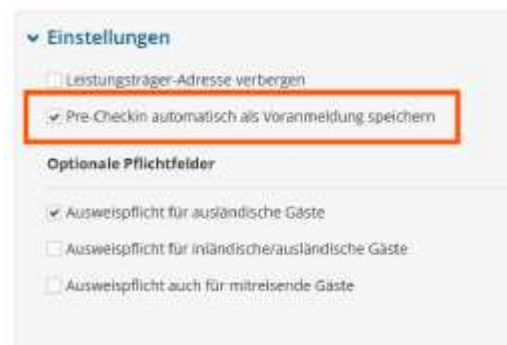 Einstellungen
Leistungsträger-Adresse verbergen
Pre-Checkin automatisch als Voranmeldung speichern
Optionale Pflichtfelder
Ausweispflicht für ausländische Gäste
Ausweispflicht für inländische/ausländische Gäste
Ausweispflicht auch für mitreisende Gäste